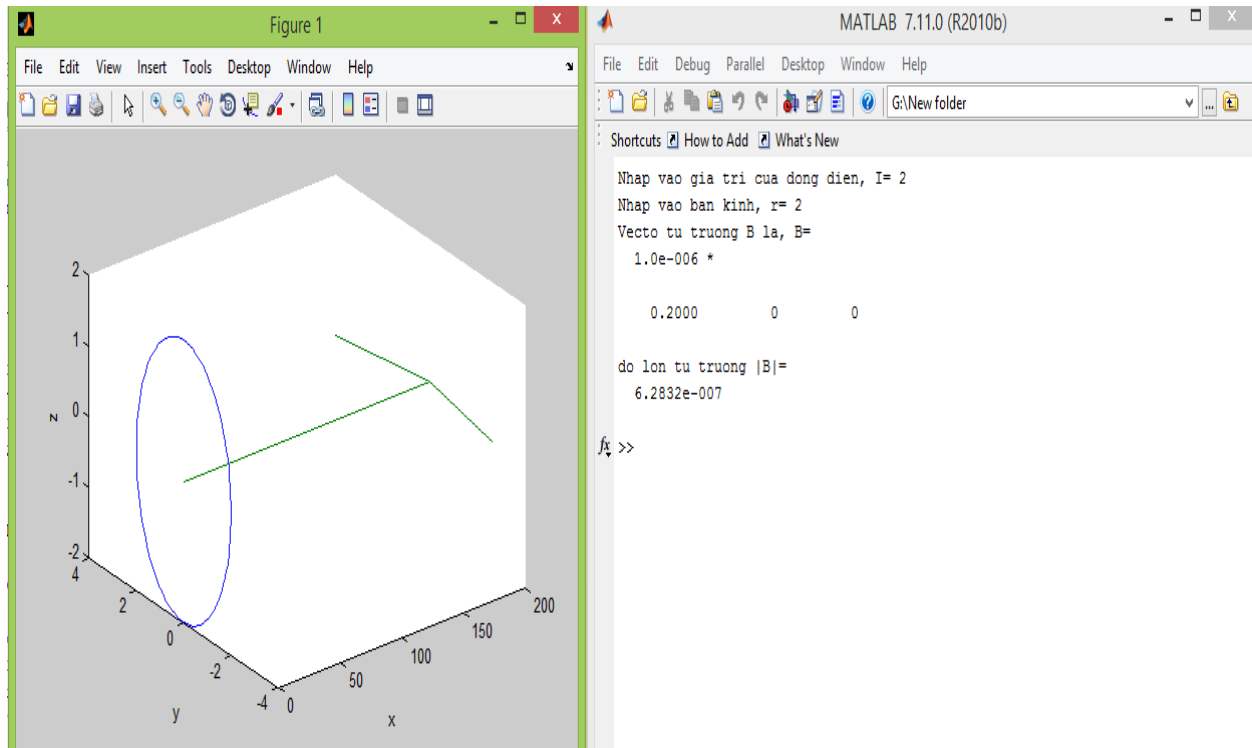 Figure 1
File Edit View Insert Tools Desktop Window Help
2
1
0
-1
-2
z
4
2
0
-2
-4
y
0
50
100
150
200
x
MATLAB 7.11.0 (R2010b)
File Edit Debug Parallel Desktop Window Help
G:\New folder
Shortcuts How to Add What's New
Nhap vao gia tri cua dong dien, I= 2
Nhap vao ban kinh, r= 2
Vecto tu truong B la, B=
1.0e-006 *
0.2000 0 0
do lon tu truong |B|=
6.2832e-007
fx >>